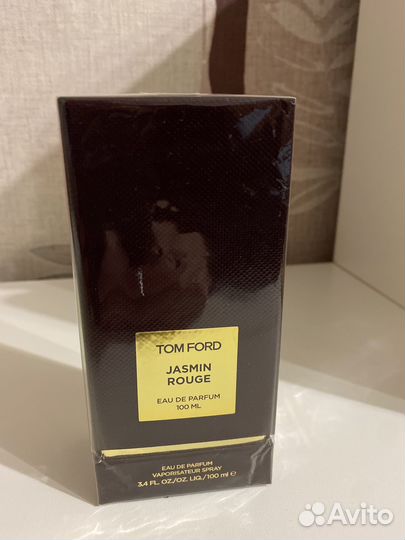 TOM FORD
JASMIN
ROUGE
EAU DE PARFUM
100 ML
EAU DE PARFUM
VAPORISATEUR SPRAY
3.4 FL. OZ./OZ. LIQ./100 ml ℮
Avito